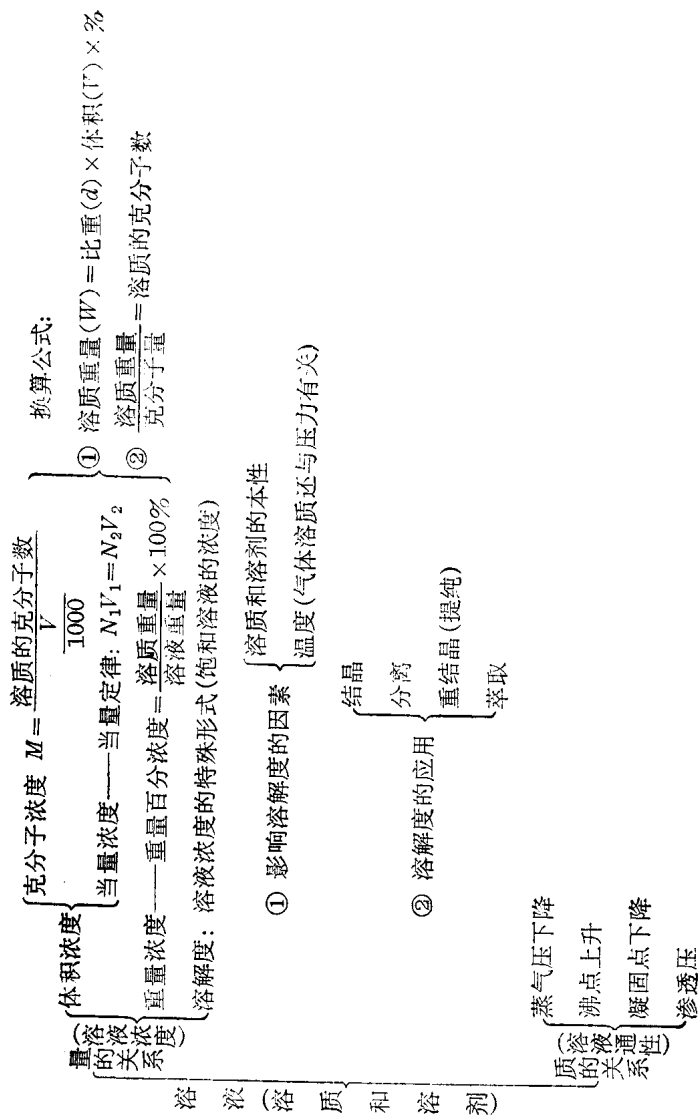 溶液(溶质和溶剂)
量的关系(溶液浓度)
体积浓度
克分子浓度 M=溶质的克分子数/(V/1000)
当量浓度——当量定律: N₁V₁=N₂V₂
重量浓度——重量百分浓度=溶质重量/溶液重量×100%
换算公式:
① 溶质重量(W)=比重(d)×体积(V)×%
② 溶质重量/克分子量=溶质的克分子数
溶解度: 溶液浓度的特殊形式(饱和溶液的浓度)
① 影响溶解度的因素
溶质和溶剂的本性
温度(气体溶质还与压力有关)
② 溶解度的应用
结晶
分离
重结晶(提纯)
萃取
质的关系(溶液通性)
蒸气压下降
沸点上升
凝固点下降
渗透压